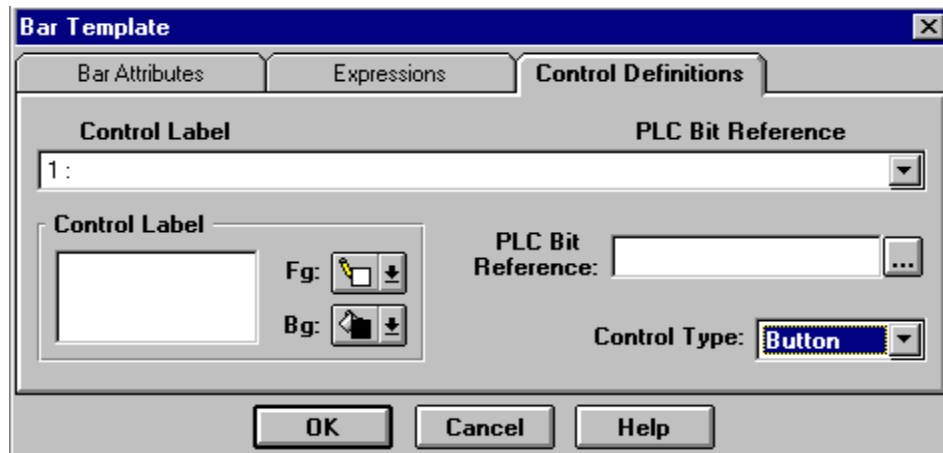 Bar Template
Bar Attributes Expressions Control Definitions
Control Label PLC Bit Reference
1 :
Control Label
Fg:
Bg:
PLC Bit
Reference:
...
Control Type: Button
OK Cancel Help